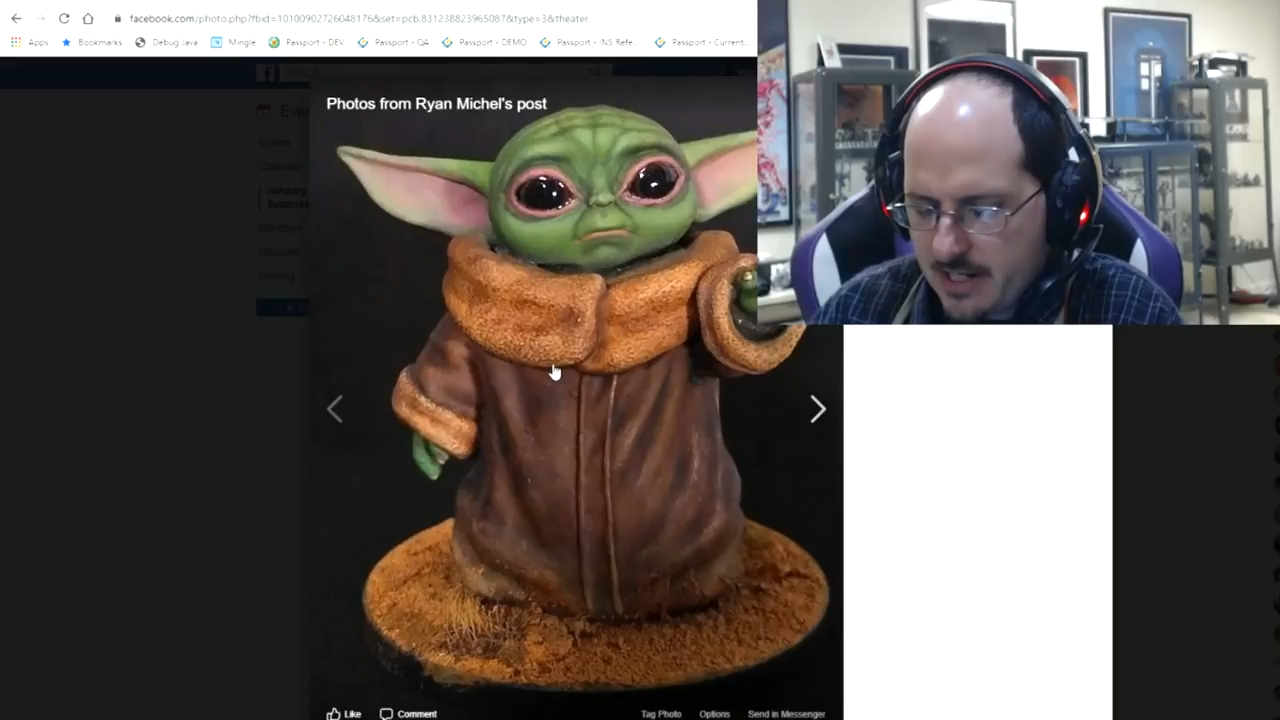 facebook.com/photo.php?fbid=10100902726048176&set=pcb.831238823965087&type=3&theater
Apps Bookmarks Debug Java Mingle Passport - DEV Passport - QA Passport - DEMO Passport - INS Refe... Passport - Current...
Photos from Ryan Michel's post
Like Comment Tag Photo Options Send in Messenger